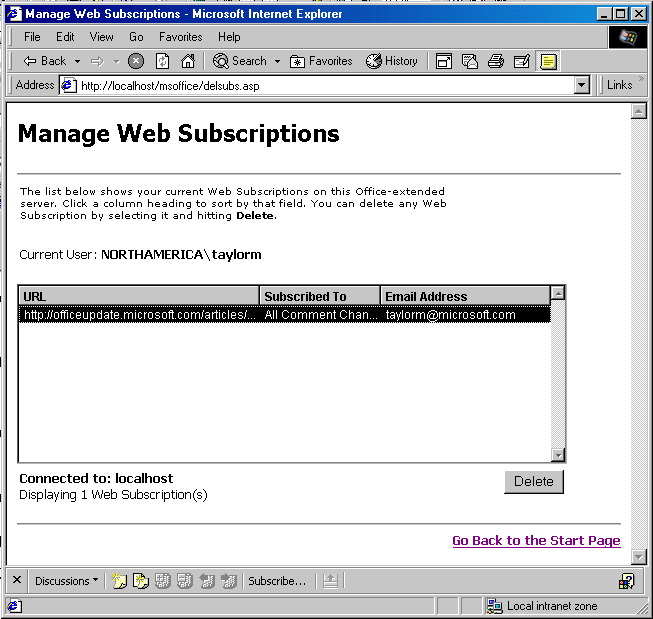 Manage Web Subscriptions - Microsoft Internet Explorer
File Edit View Go Favorites Help
Back Search Favorites History
Address http://localhost/msoffice/delsubs.asp Links
Manage Web Subscriptions
The list below shows your current Web Subscriptions on this Office-extended
server. Click a column heading to sort by that field. You can delete any Web
Subscription by selecting it and hitting Delete.
Current User: NORTHAMERICA\taylorm
URL Subscribed To Email Address
http://officeupdate.microsoft.com/articles/... All Comment Chan... taylorm@microsoft.com
Connected to: localhost
Displaying 1 Web Subscription(s)
Delete
Go Back to the Start Page
Discussions Subscribe...
Local intranet zone